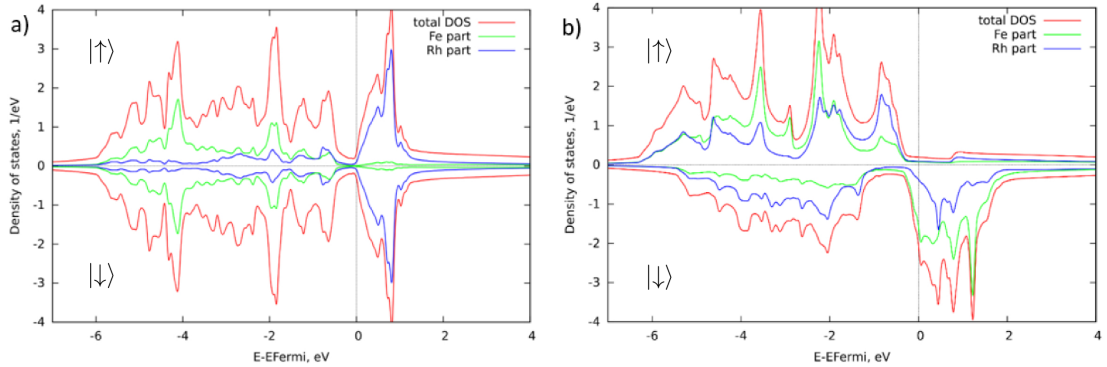 a)
|↑⟩
|↓⟩
total DOS
Fe part
Rh part
Density of states, 1/eV
4
3
2
1
0
-1
-2
-3
-4
-6 -4 -2 0 2 4
E-EFermi, eV
b)
|↑⟩
|↓⟩
total DOS
Fe part
Rh part
Density of states, 1/eV
4
3
2
1
0
-1
-2
-3
-4
-6 -4 -2 0 2 4
E-EFermi, eV